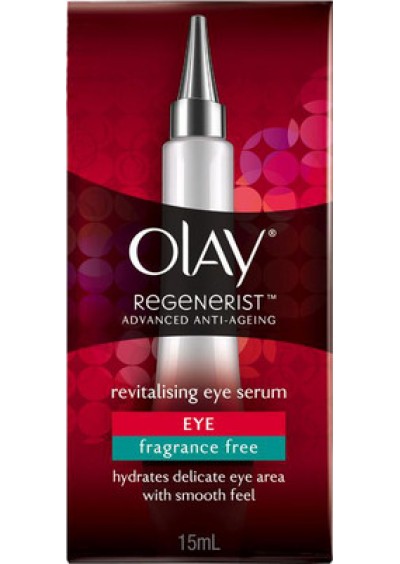 OLAY®
REGENERIST™
ADVANCED ANTI-AGEING
revitalising eye serum
EYE
fragrance free
hydrates delicate eye area
with smooth feel
15mL